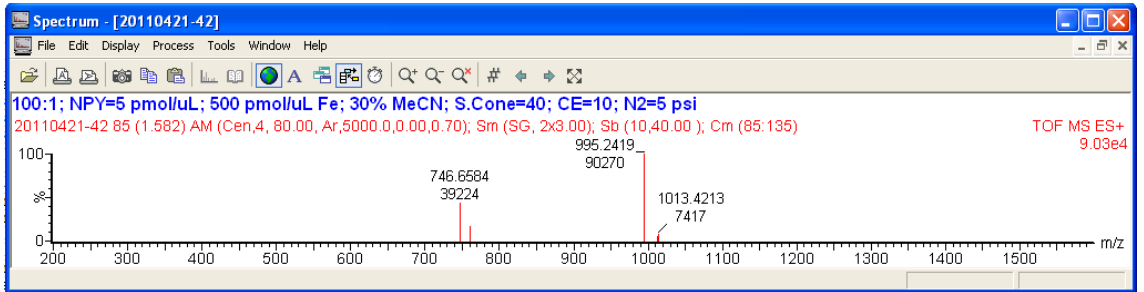 Spectrum - [20110421-42]
File Edit Display Process Tools Window Help
100:1; NPY=5 pmol/uL; 500 pmol/uL Fe; 30% MeCN; S.Cone=40; CE=10; N2=5 psi
20110421-42 85 (1.582) AM (Cen,4, 80.00, Ar,5000.0,0.00,0.70); Sm (SG, 2x3.00); Sb (10,40.00 ); Cm (85:135) TOF MS ES+
9.03e4
995.2419
90270
100
746.6584
39224
%
1013.4213
7417
0
m/z
200 300 400 500 600 700 800 900 1000 1100 1200 1300 1400 1500